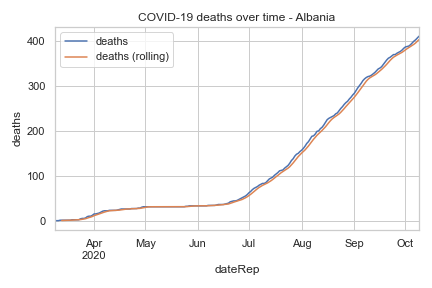 COVID-19 deaths over time - Albania
deaths
deaths (rolling)
400
300
200
100
0
deaths
Apr
2020
May
Jun
Jul
Aug
Sep
Oct
dateRep